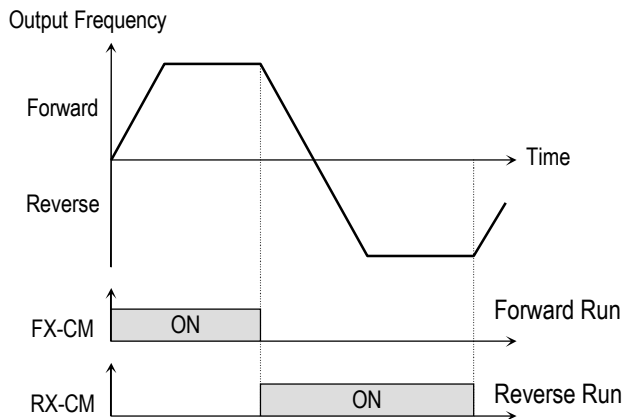 Output Frequency
Forward
Time
Reverse
FX-CM
ON
Forward Run
RX-CM
ON
Reverse Run